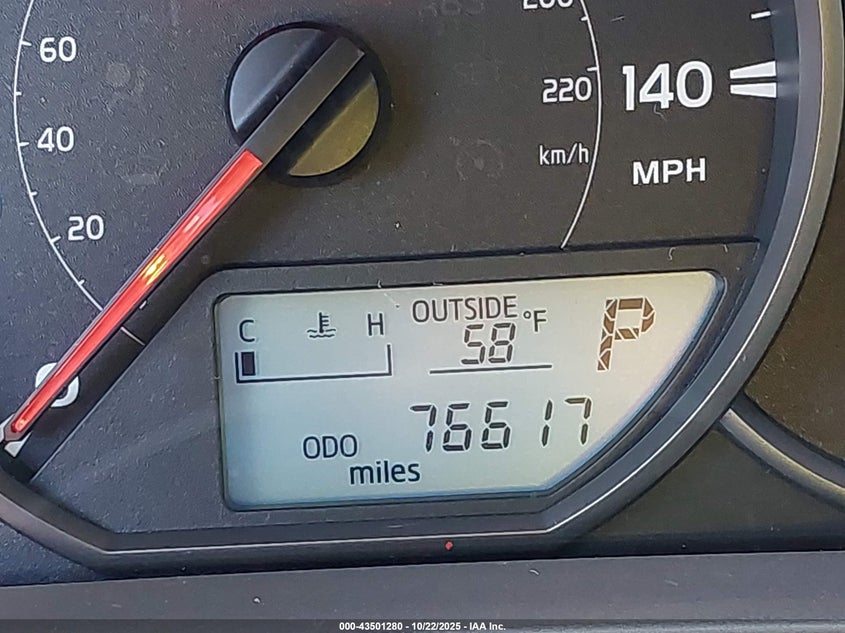 60
40
20
0
220
km/h
140
MPH
C H
OUTSIDE °F
58
P
ODO 76617
miles
000-43501280 - 10/22/2025 - IAA Inc.